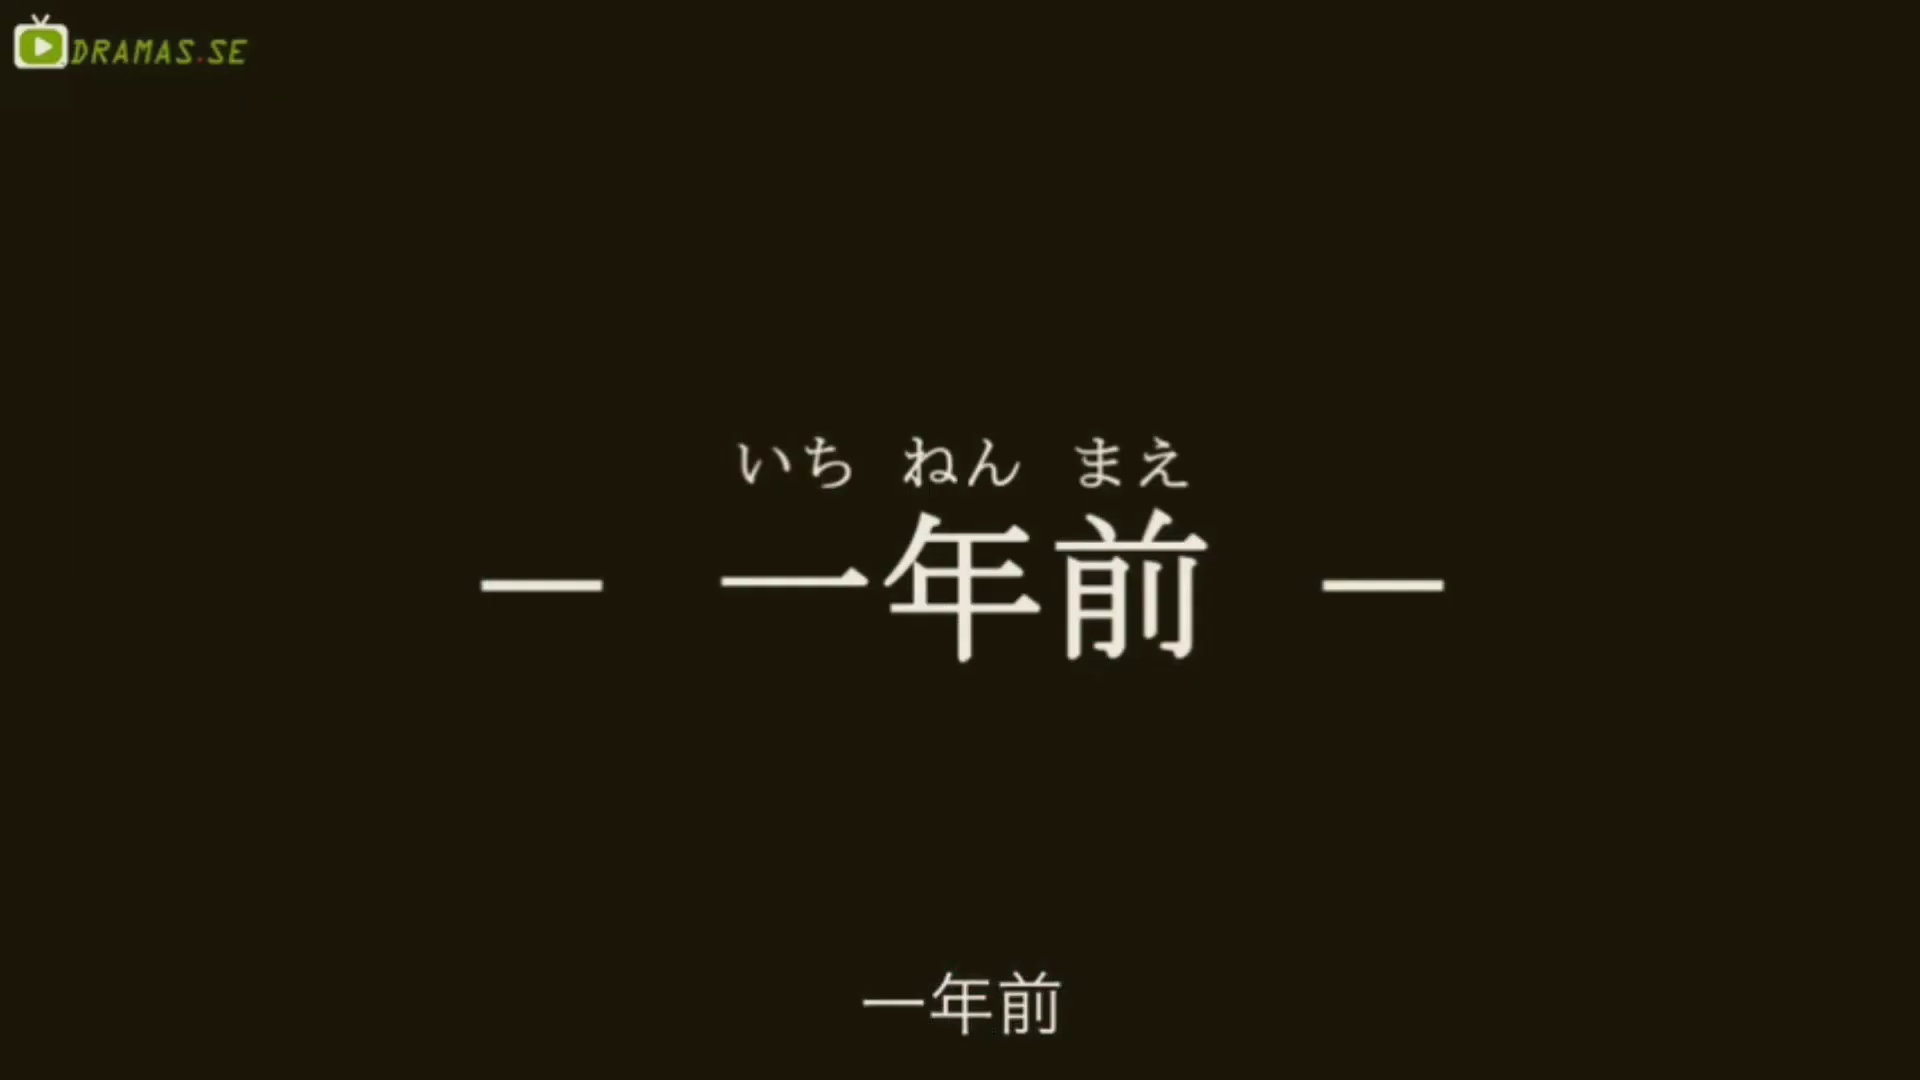 DRAMAS.SE
いち ねん まえ
— 一年前 —
一年前